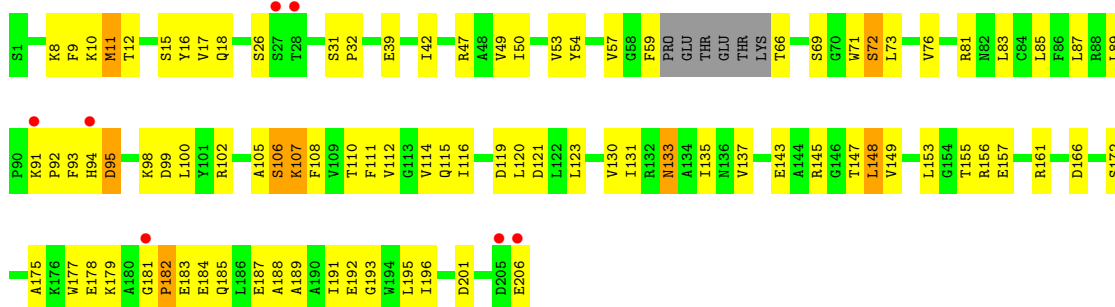 S1 K8 F9 K10 M11 T12 S15 Y16 V17 Q18 S26 S27 T28 S31 P32 E39 I42 R47 A48 V49 I50 V53 Y54 V57 G58 F59 PRO GLU THR GLU THR LYS T66 S69 G70 W71 S72 L73 V76 R81 N82 L83 C84 L85 F86 L87 R88 L89
P90 K91 P92 F93 H94 D95 K98 D99 L100 Y101 R102 A105 S106 K107 F108 V109 T110 F111 V112 G113 V114 Q115 I116 D119 L120 D121 L122 L123 V130 I131 R132 N133 A134 I135 N136 V137 E143 A144 R145 G146 T147 L148 V149 L153 G154 T155 R156 E157 R161 D166
A175 K176 W177 E178 K179 A180 G181 P182 E183 E184 Q185 L186 E187 A188 A189 A190 I191 E192 G193 W194 L195 I196 D201 D205 E206